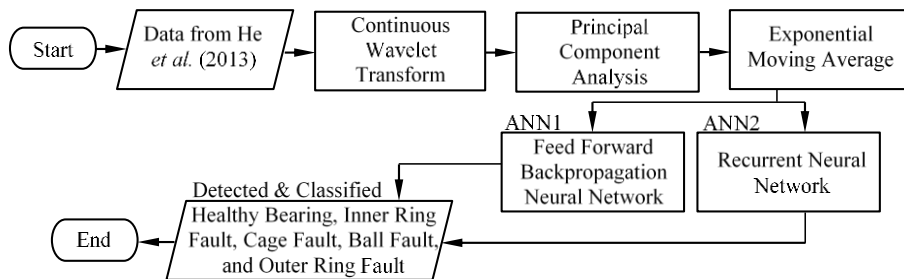 Start
Data from He
et al. (2013)
Continuous
Wavelet
Transform
Principal
Component
Analysis
Exponential
Moving Average
ANN1
Feed Forward
Backpropagation
Neural Network
ANN2
Recurrent Neural
Network
Detected & Classified
Healthy Bearing, Inner Ring
Fault, Cage Fault, Ball Fault,
and Outer Ring Fault
End